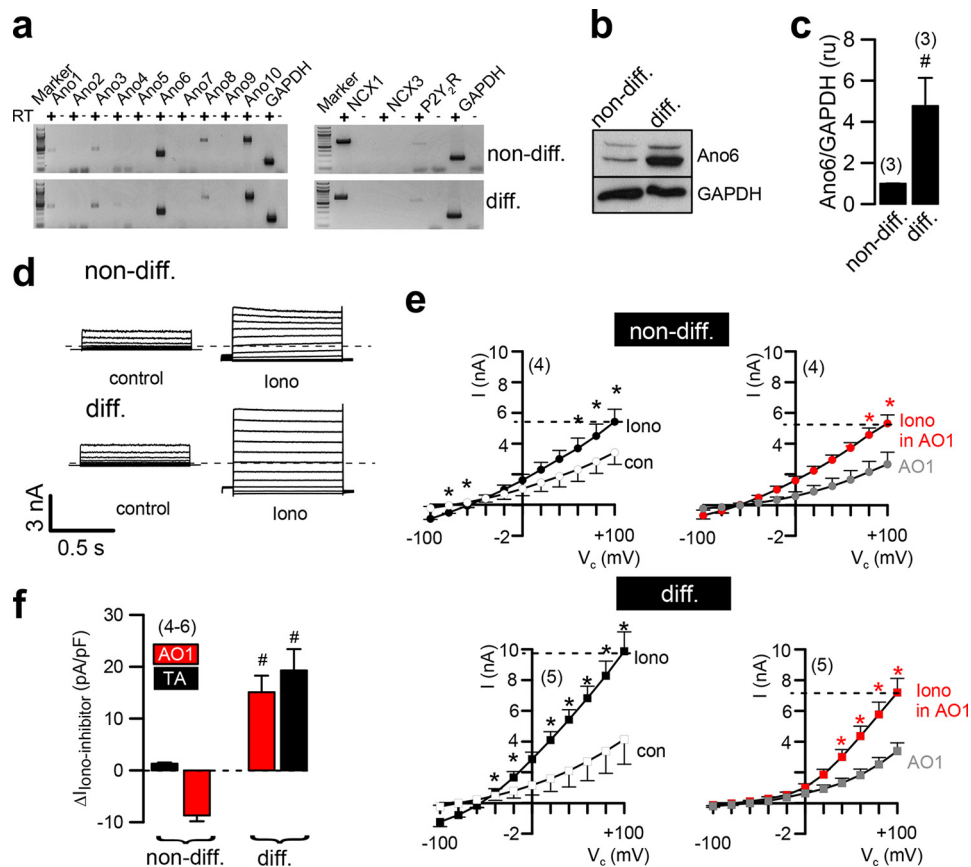 a
Marker Ano1 Ano2 Ano3 Ano4 Ano5 Ano6 Ano7 Ano8 Ano9 Ano10 GAPDH
RT + - + - + - + - + - + - + - + - + - + - + -
Marker NCX1 NCX3 P2Y2R GAPDH
+ - + - + - + -
non-diff.
diff.
b
non-diff. diff.
Ano6
GAPDH
c
Ano6/GAPDH (ru)
8
6
4
2
0
(3)
(3)
#
non-diff. diff.
d
non-diff.
control
Iono
diff.
control
Iono
3 nA
0.5 s
e
non-diff.
I (nA)
10
8
6
4
2
-2
(4)
* * * * *
Iono
con
-100
+100
Vc (mV)
I (nA)
10
8
6
4
2
-2
(4)
* *
Iono
in AO1
AO1
-100
+100
Vc (mV)
diff.
I (nA)
10
8
6
4
2
-2
(5)
* * * * * * * *
Iono
con
-100
+100
Vc (mV)
I (nA)
10
8
6
4
2
-2
(5)
* * * *
Iono
in AO1
AO1
-100
+100
Vc (mV)
f
ΔIIono-inhibitor (pA/pF)
30
20
10
0
-10
(4-6)
AO1
TA
# #
non-diff. diff.